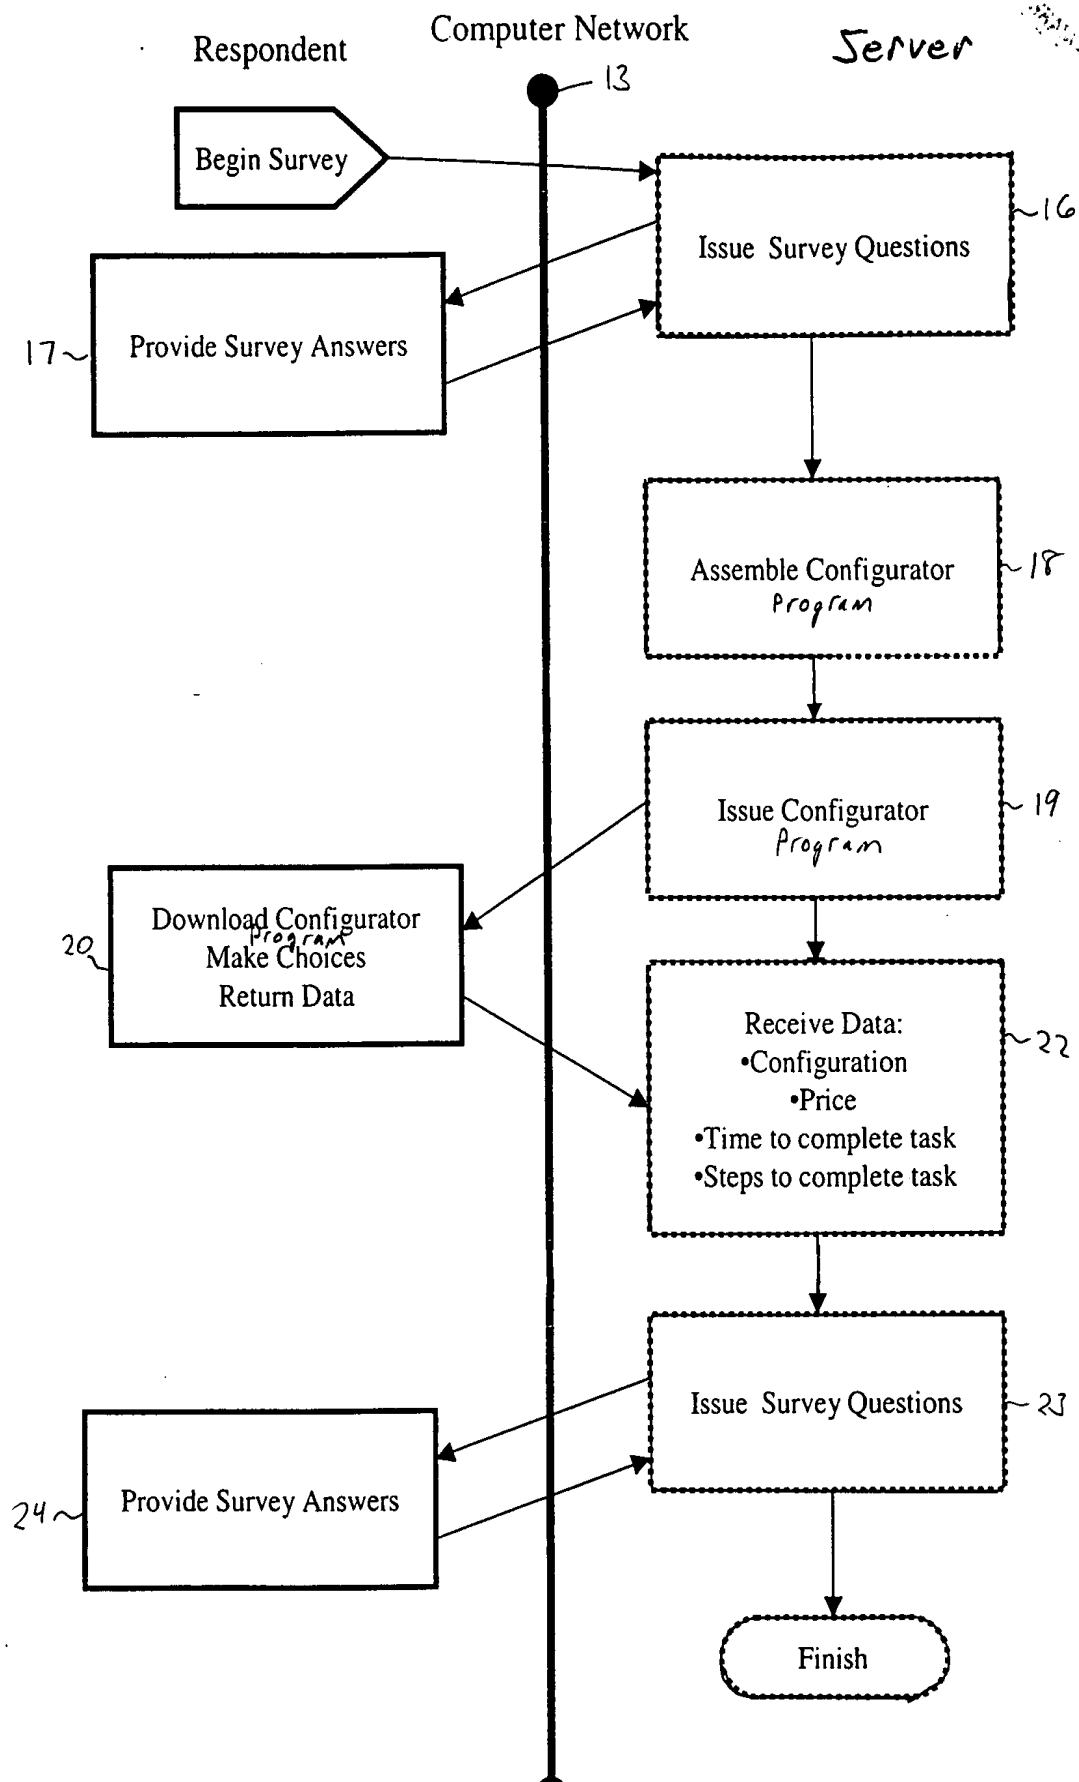 Respondent
Computer Network
Server
13
Begin Survey
Issue Survey Questions
16
17
Provide Survey Answers
Assemble Configurator
Program
18
Issue Configurator
Program
19
20
Download Configurator
Program
Make Choices
Return Data
Receive Data:
•Configuration
•Price
•Time to complete task
•Steps to complete task
22
Issue Survey Questions
23
24
Provide Survey Answers
Finish